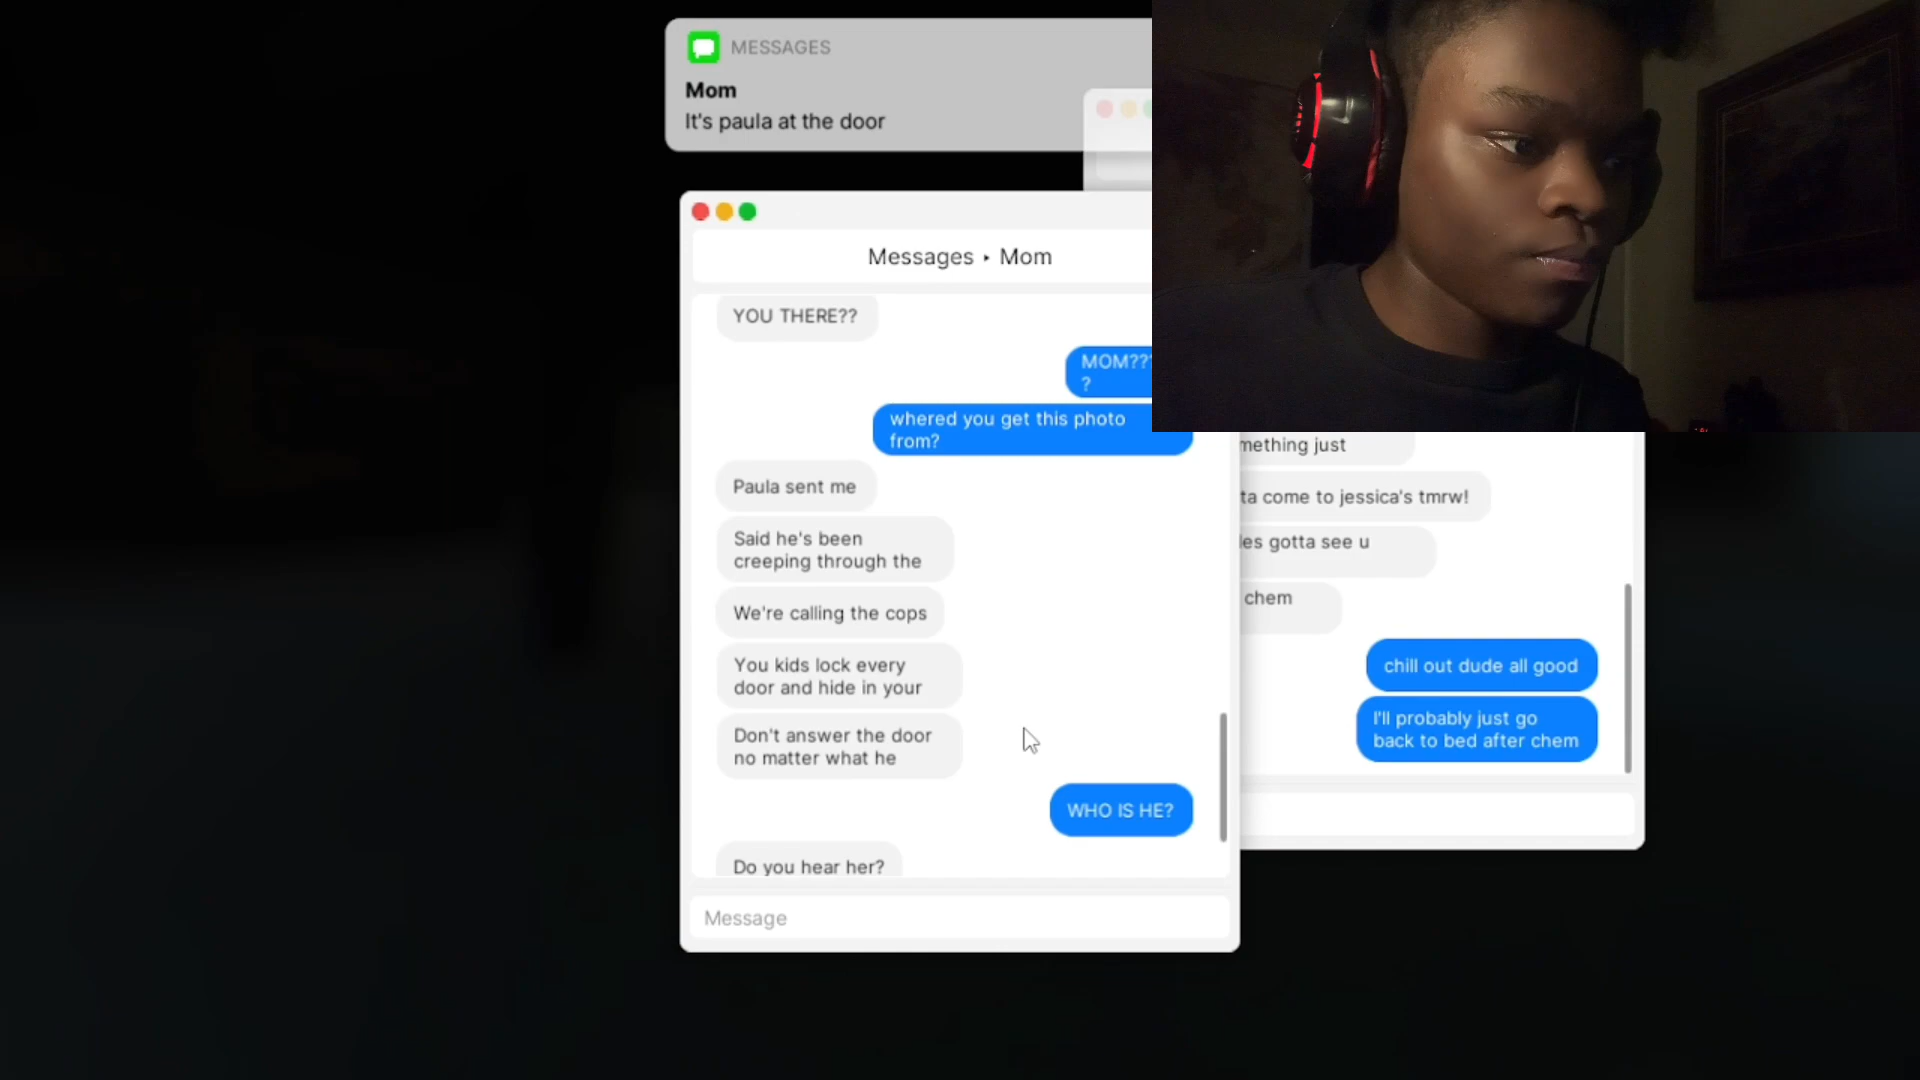 MESSAGES
Mom
It's paula at the door
Messages ‣ Mom
YOU THERE??
MOM???
?
whered you get this photo
from?
Paula sent me
Said he's been
creeping through the
We're calling the cops
You kids lock every
door and hide in your
Don't answer the door
no matter what he
WHO IS HE?
Do you hear her?
Message
just
come to jessica's tmrw!
gotta see u
chem
chill out dude all good
I'll probably just go
back to bed after chem